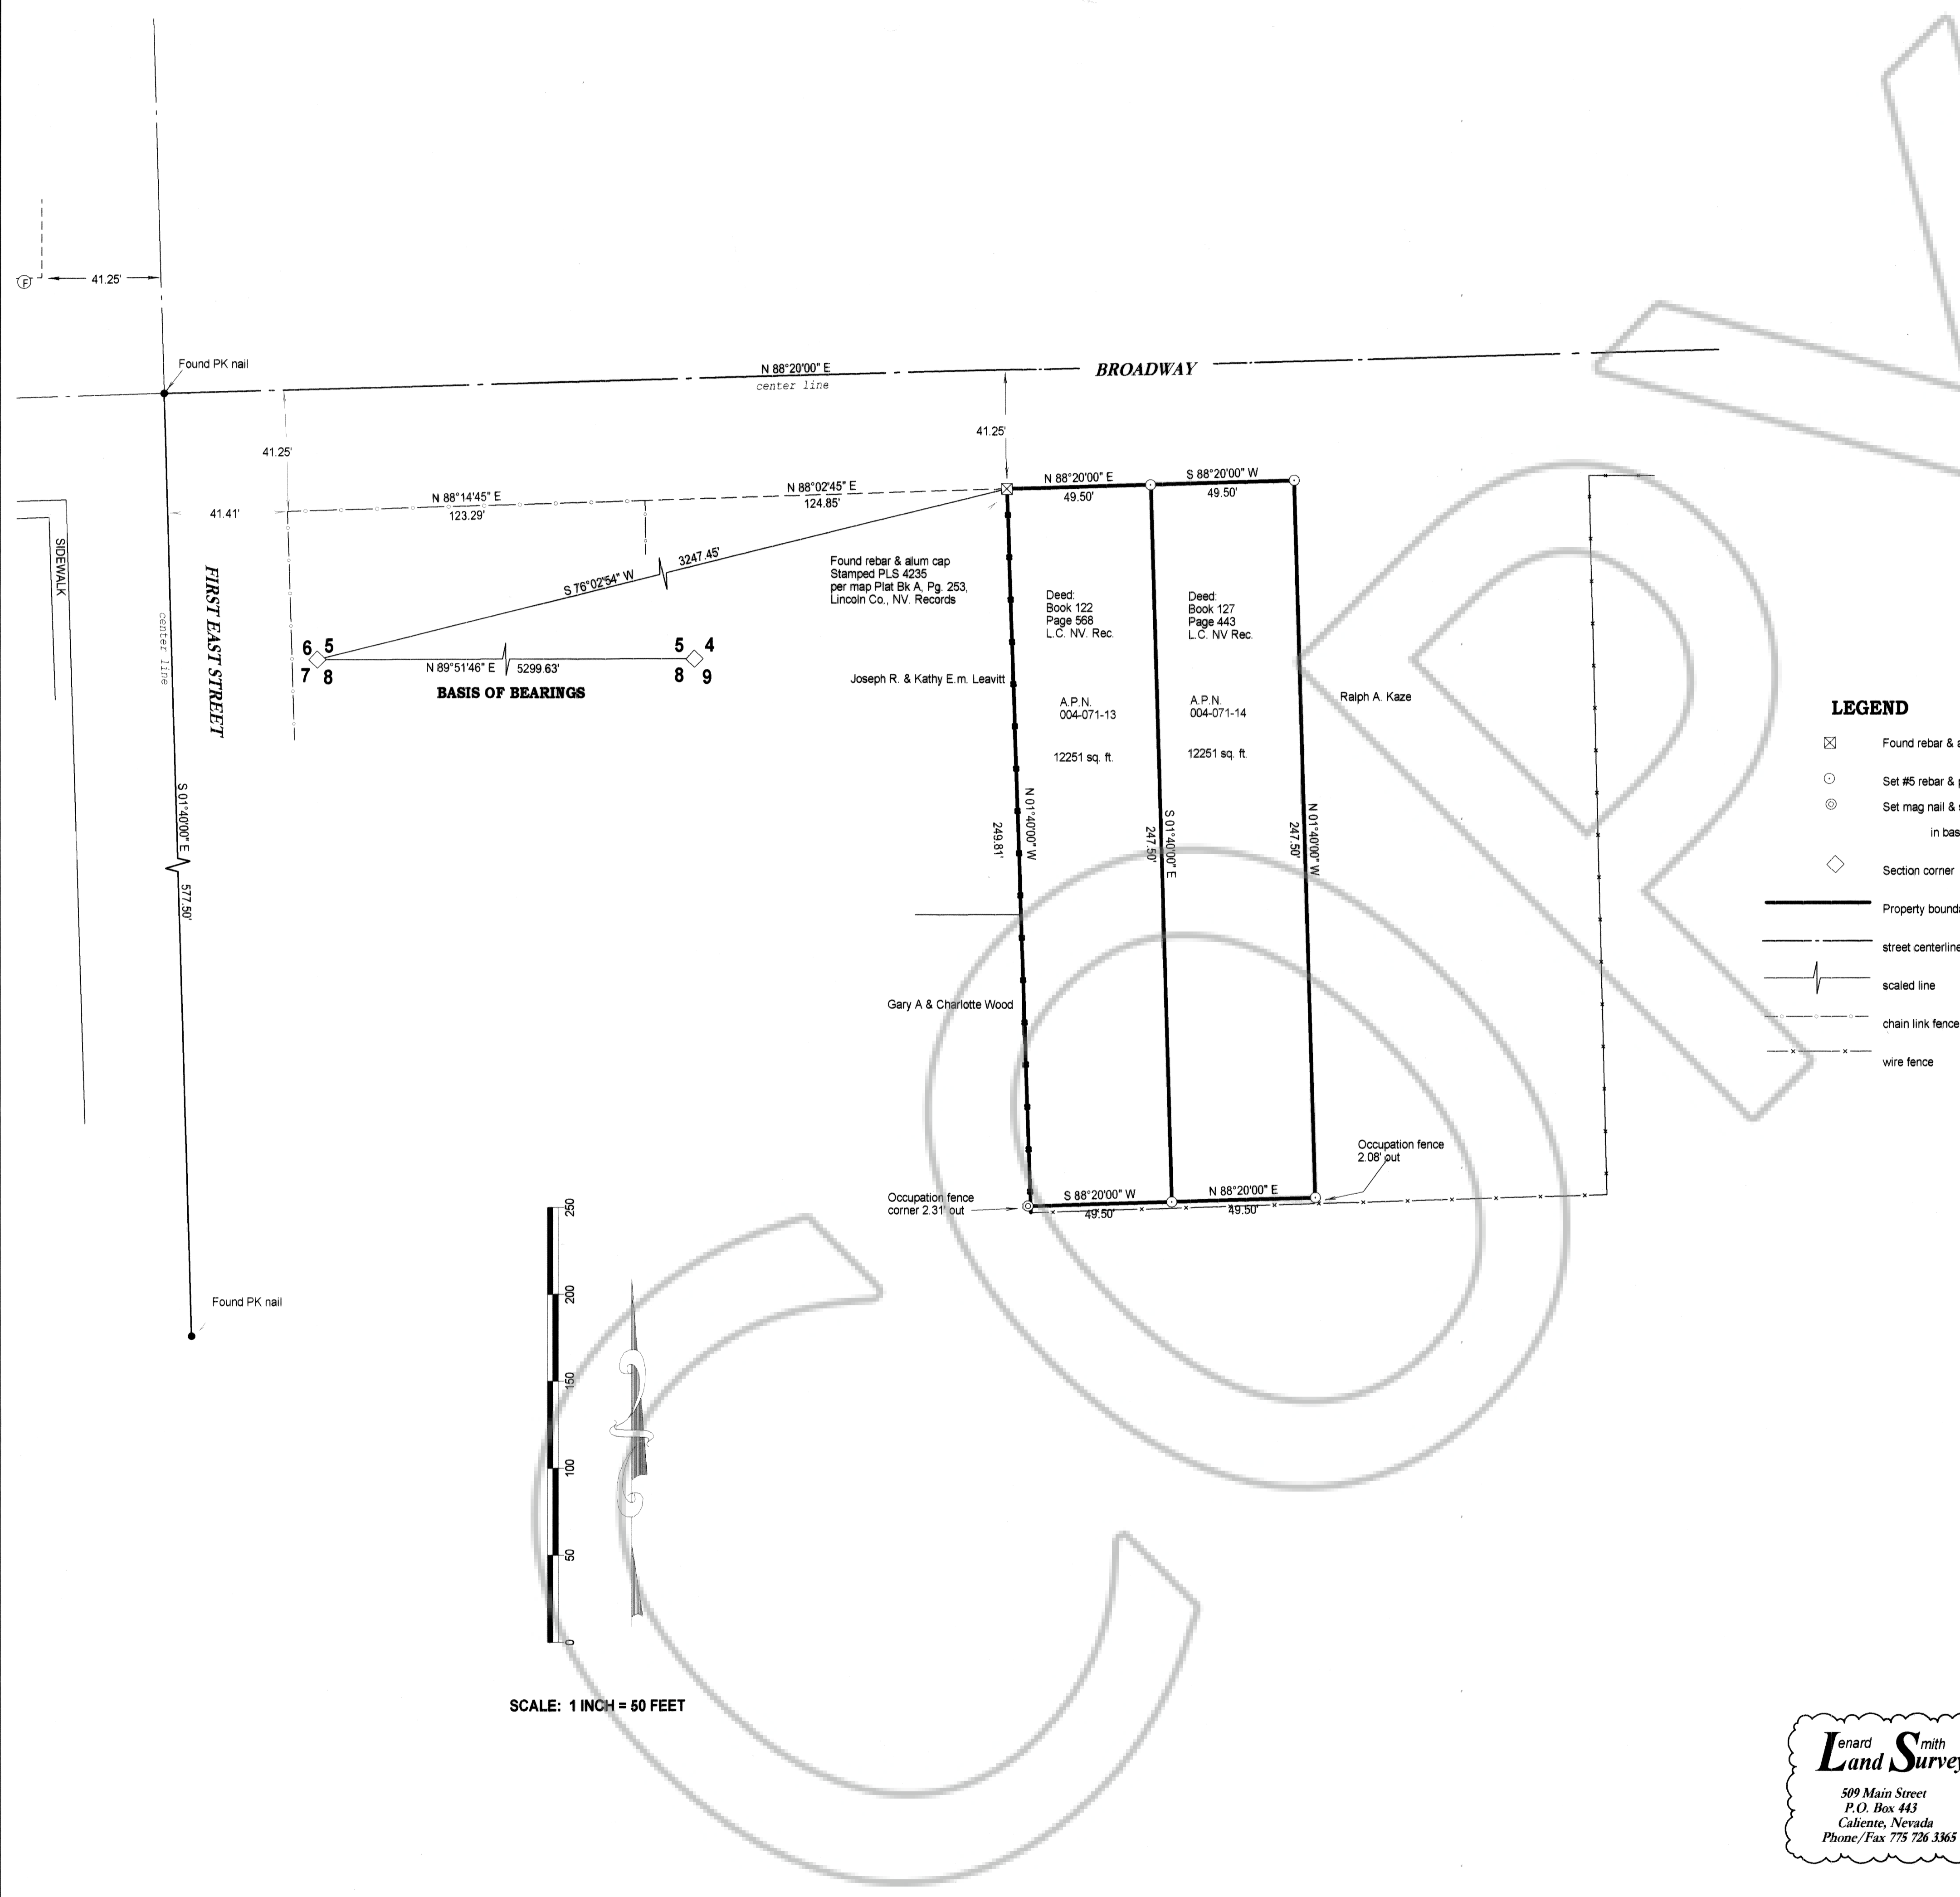 F
41.25'
Found PK nail
N 88°20'00" E
center line
BROADWAY
41.25'
41.25'
41.41'
N 88°14'45" E
123.29'
N 88°02'45" E
124.85'
N 88°20'00" E
49.50'
S 88°20'00" W
49.50'
SIDEWALK
center line
FIRST EAST STREET
S 01°40'00" E
577.50'
S 76°02'54" W
3247.45'
Found rebar & alum cap
Stamped PLS 4235
per map Plat Bk A, Pg. 253,
Lincoln Co., NV. Records
6 5
7 8
N 89°51'46" E
5299.63'
5 4
8 9
BASIS OF BEARINGS
Joseph R. & Kathy E.m. Leavitt
Deed:
Book 122
Page 568
L.C. NV. Rec.
A.P.N.
004-071-13
12251 sq. ft.
Deed:
Book 127
Page 443
L.C. NV Rec.
A.P.N.
004-071-14
12251 sq. ft.
Ralph A. Kaze
249.81'
N 01°40'00" W
247.50'
S 01°40'00" E
247.50'
N 01°40'00" W
Gary A & Charlotte Wood
Occupation fence
2.08' out
Occupation fence
corner 2.31' out
S 88°20'00" W
49.50'
N 88°20'00" E
49.50'
Found PK nail
LEGEND
Found rebar & a
Set #5 rebar & p
Set mag nail & s
in bas
Section corner
Property bounda
street centerline
scaled line
chain link fence
wire fence
250
200
150
100
50
0
SCALE: 1 INCH = 50 FEET
Lenard Smith
Land Survey
509 Main Street
P.O. Box 443
Caliente, Nevada
Phone/Fax 775 726 3365